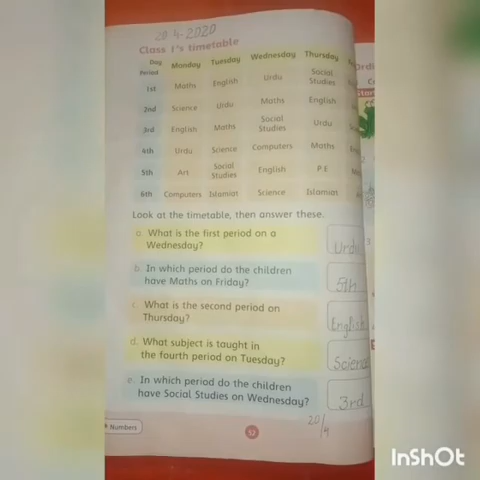 20-4-2020
Class 1's timetable
Day Monday Tuesday Wednesday Thursday
Period
1st Maths English Urdu Social Studies
2nd Science Urdu Maths English
3rd English Maths Social Studies Urdu
4th Urdu Science Computers Maths
5th Art Social Studies English P.E
6th Computers Islamiat Science Islamiat
Look at the timetable, then answer these.
a. What is the first period on a
Wednesday? Urdu
b. In which period do the children
have Maths on Friday? 5th
c. What is the second period on
Thursday? English
d. What subject is taught in
the fourth period on Tuesday? Science
e. In which period do the children
have Social Studies on Wednesday? 3rd
20/4
Numbers
InShOt